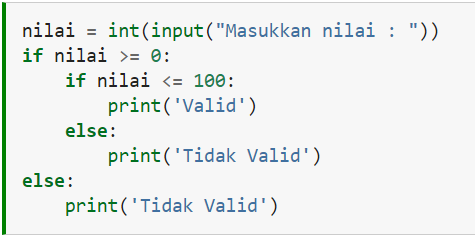 nilai = int(input("Masukkan nilai : "))
if nilai >= 0:
    if nilai <= 100:
        print('Valid')
    else:
        print('Tidak Valid')
else:
    print('Tidak Valid')